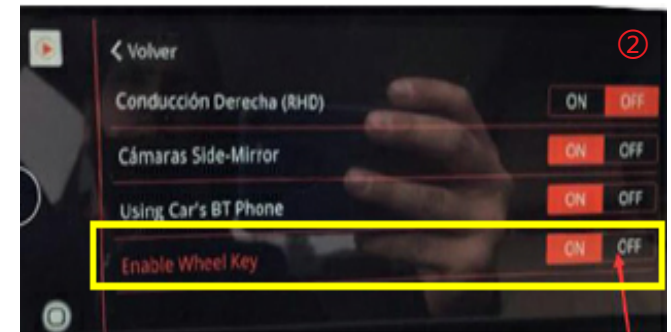 ②
Volver
Conducción Derecha (RHD) ON OFF
Cámaras Side-Mirror ON OFF
Using Car's BT Phone ON OFF
Enable Wheel Key ON OFF